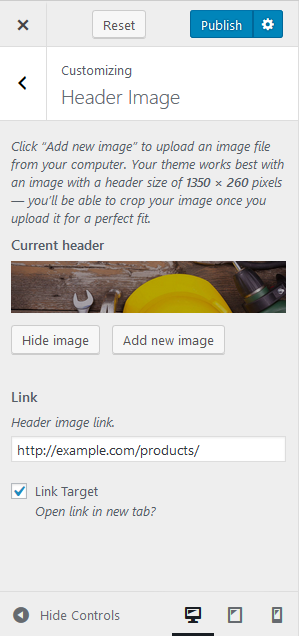 Reset
Publish
Customizing
Header Image
Click “Add new image” to upload an image file
from your computer. Your theme works best with
an image with a header size of 1350 × 260 pixels
— you’ll be able to crop your image once you
upload it for a perfect fit.
Current header
Hide image
Add new image
Link
Header image link.
http://example.com/products/
Link Target
Open link in new tab?
Hide Controls